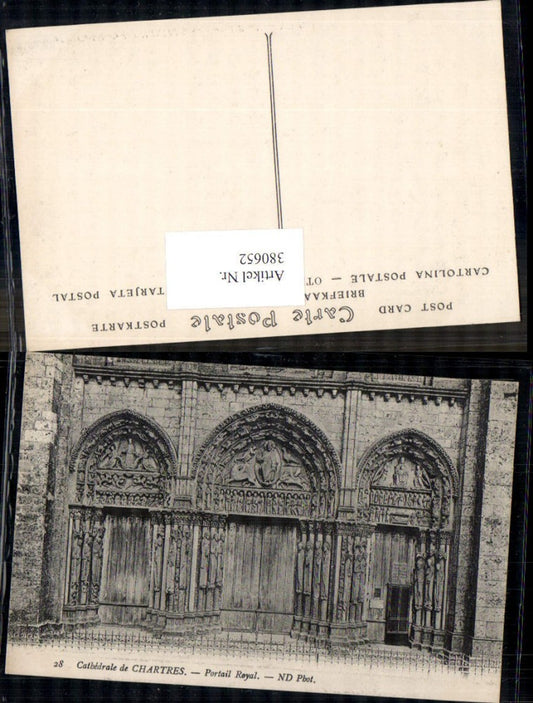 POST CARD Carte Postale POSTKARTE
BRIEFKAA TARJETA POSTAL
CARTOLINA POSTALE — OT
Artikel Nr.
380652
28 Cathédrale de CHARTRES. — Portail Royal. — ND Phot.